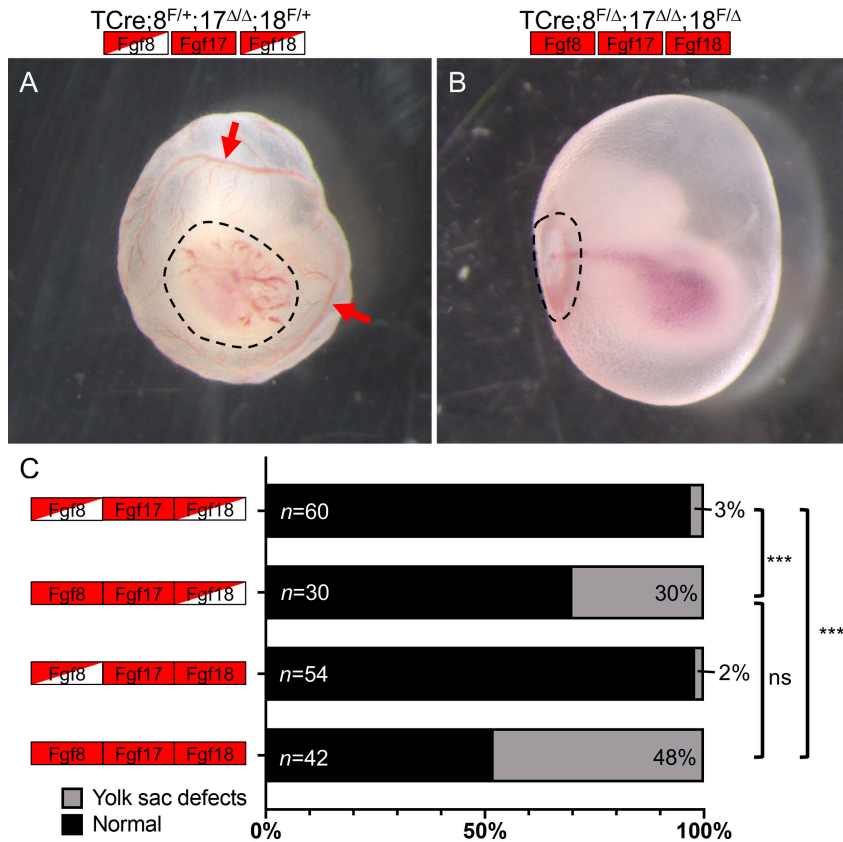 TCre;8F/+;17Δ/Δ;18F/+
Fgf8 Fgf17 Fgf18
TCre;8F/Δ;17Δ/Δ;18F/Δ
Fgf8 Fgf17 Fgf18
A
B
C
Fgf8 Fgf17 Fgf18
n=60
3%
Fgf8 Fgf17 Fgf18
n=30
30%
Fgf8 Fgf17 Fgf18
n=54
2%
Fgf8 Fgf17 Fgf18
n=42
48%
***
ns
***
Yolk sac defects
Normal
0% 50% 100%